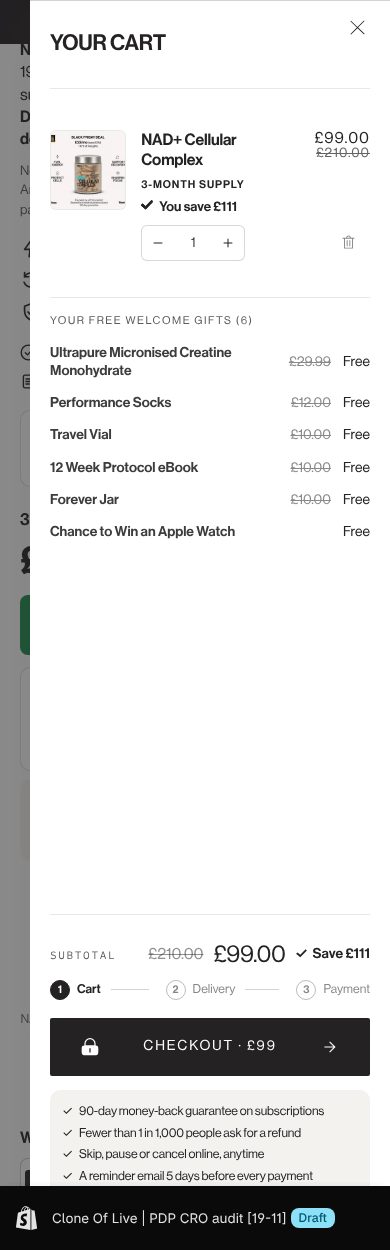 YOUR CART
BLACK FRIDAY DEAL
NAD+ Cellular
Complex
£99.00
£210.00
3-MONTH SUPPLY
You save £111
− 1 +
YOUR FREE WELCOME GIFTS (6)
Ultrapure Micronised Creatine
Monohydrate
£29.99 Free
Performance Socks £12.00 Free
Travel Vial £10.00 Free
12 Week Protocol eBook £10.00 Free
Forever Jar £10.00 Free
Chance to Win an Apple Watch Free
SUBTOTAL £210.00 £99.00 Save £111
1 Cart 2 Delivery 3 Payment
CHECKOUT · £99
90-day money-back guarantee on subscriptions
Fewer than 1 in 1,000 people ask for a refund
Skip, pause or cancel online, anytime
A reminder email 5 days before every payment
Clone Of Live | PDP CRO audit [19-11] Draft